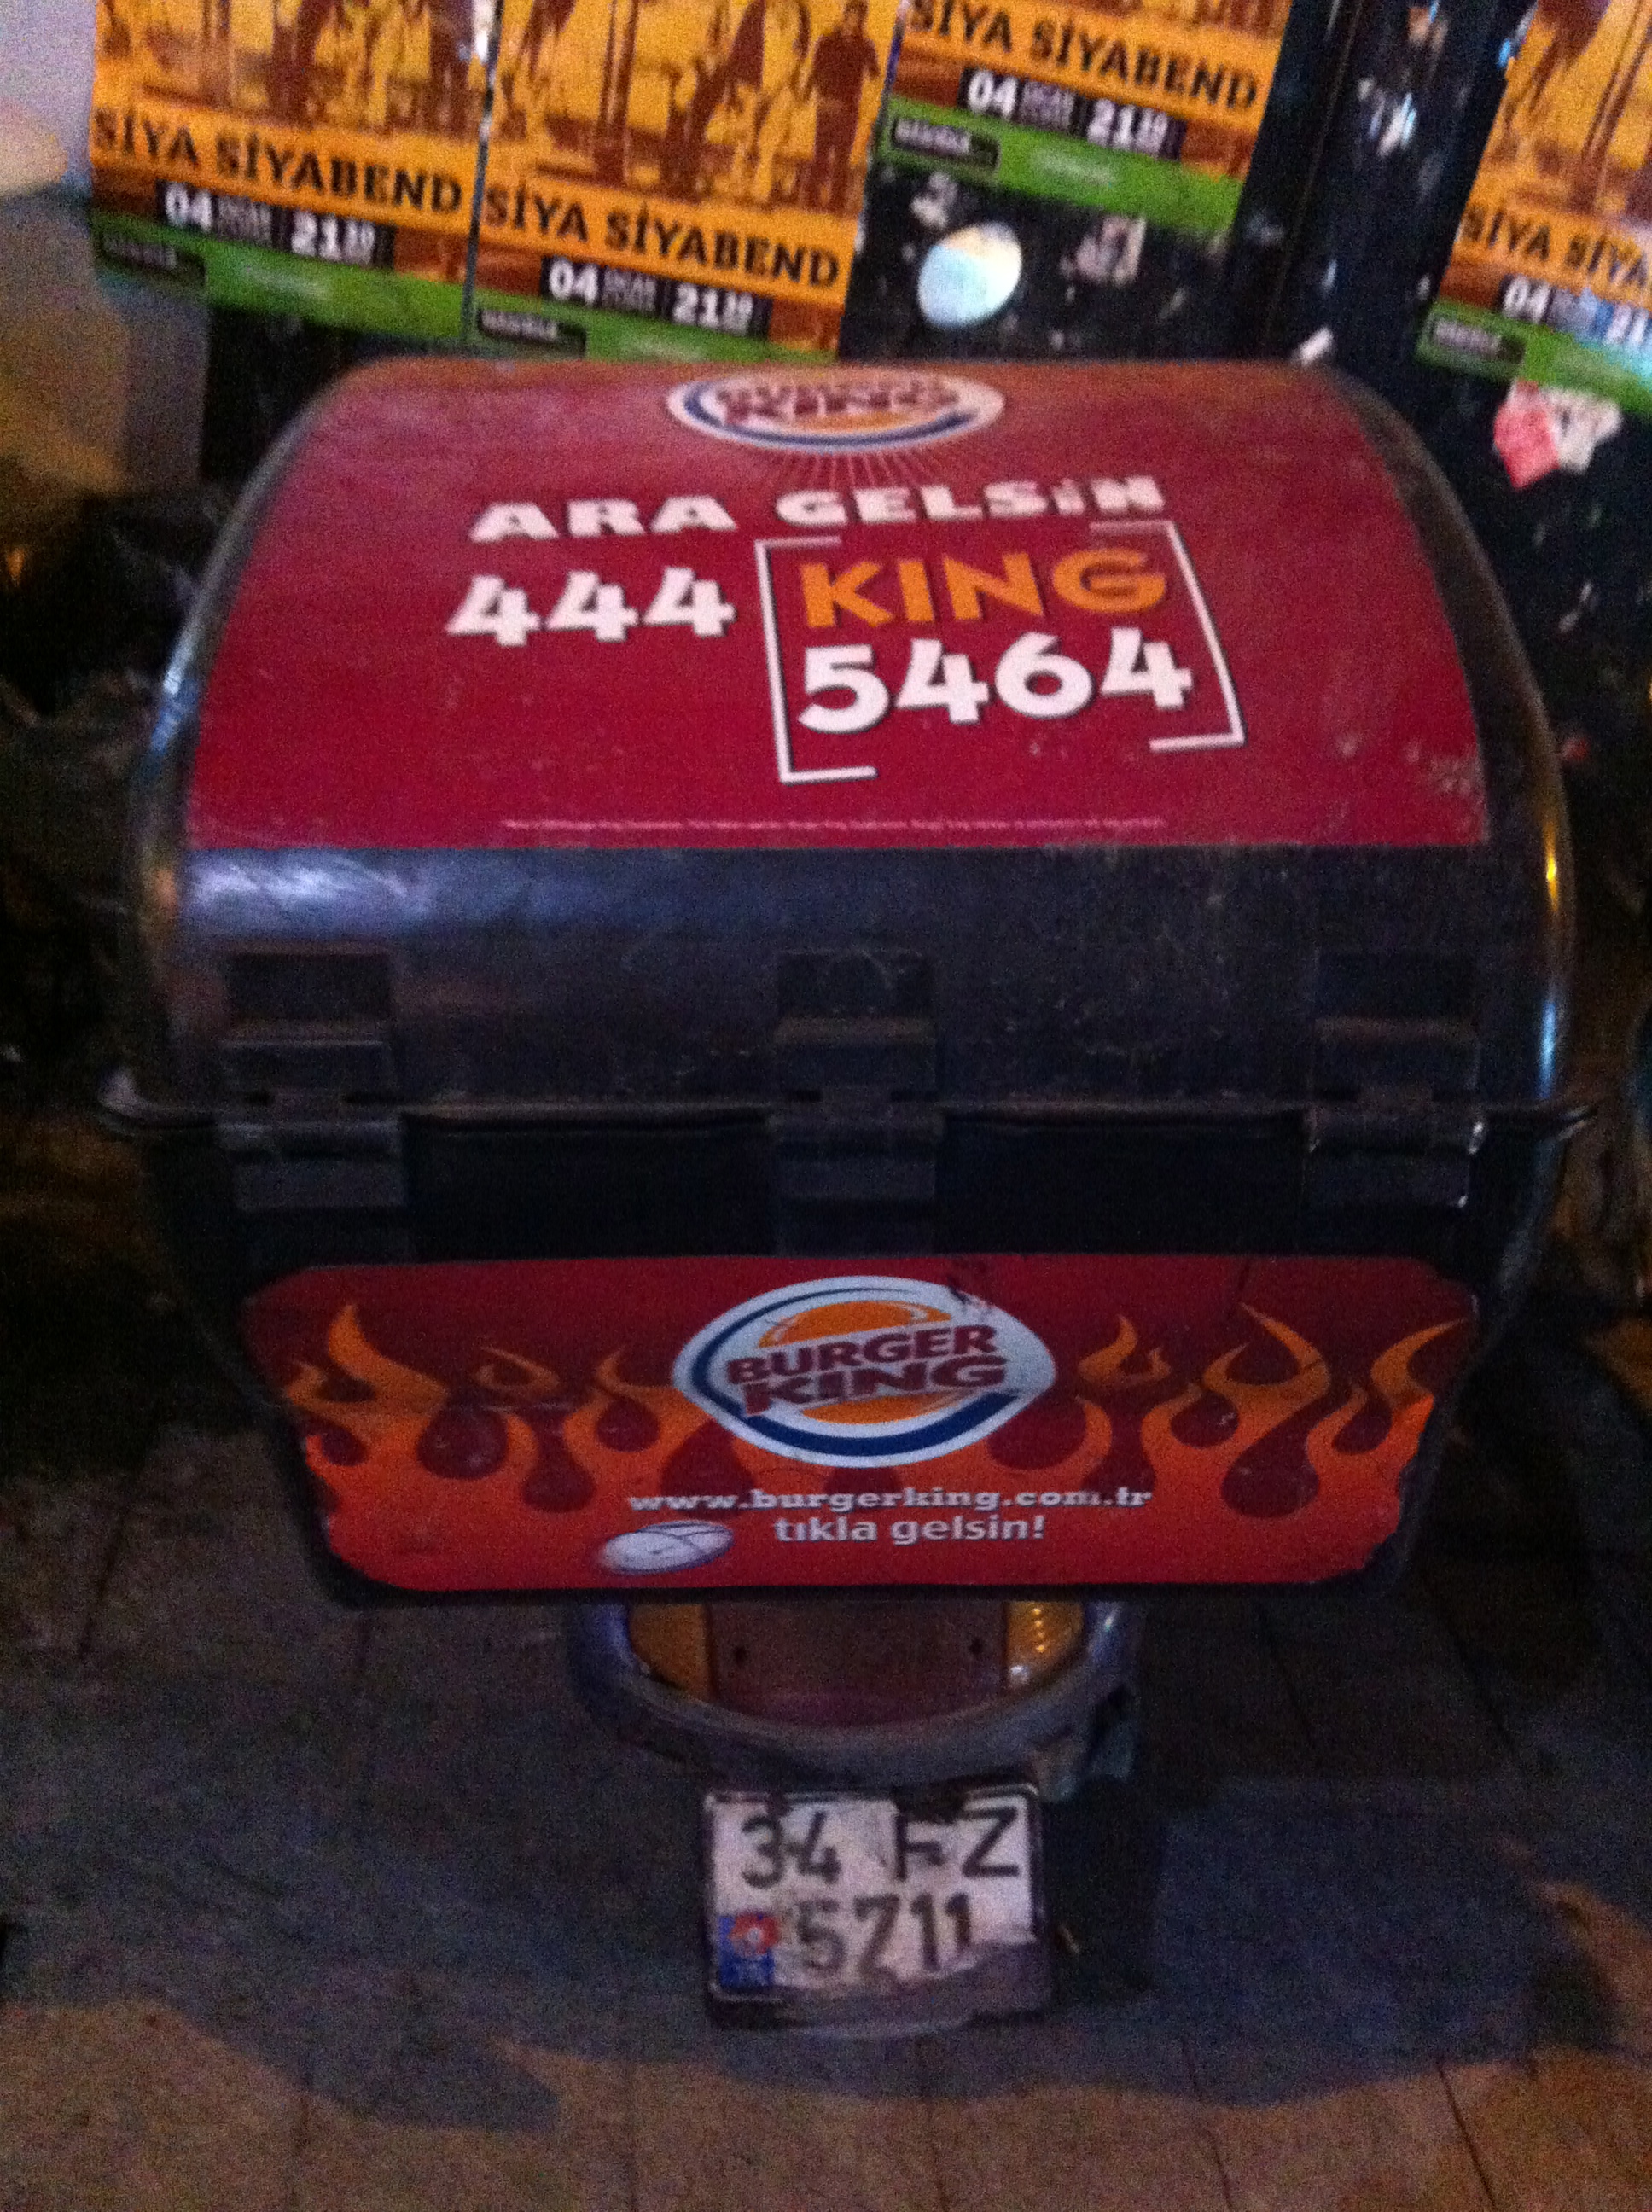 SİYA SİYABEND
04 21
SİYA SİYABEND
04 21
SİYA SİYABEND
04 OCAK 21
SİYA SİYA
04
BURGER
KING
ARA GELSİN
444 KING
5464
BURGER
KING
www.burgerking.com.tr
tıkla gelsin!
34 FZ
5711